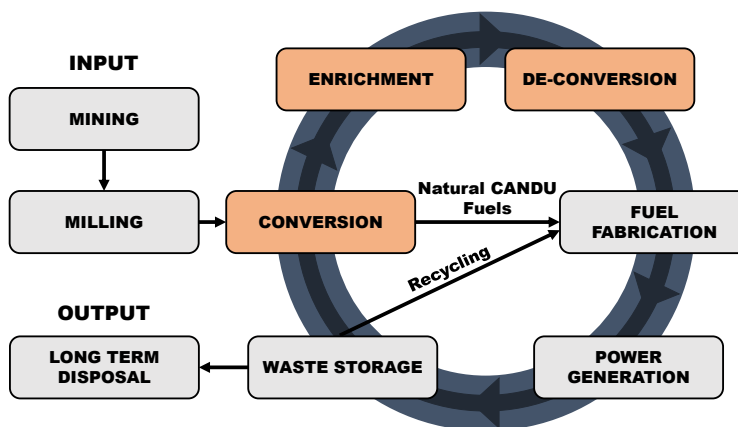 INPUT
MINING
MILLING
ENRICHMENT
DE-CONVERSION
CONVERSION
Natural CANDU
Fuels
FUEL
FABRICATION
Recycling
OUTPUT
LONG TERM
DISPOSAL
WASTE STORAGE
POWER
GENERATION